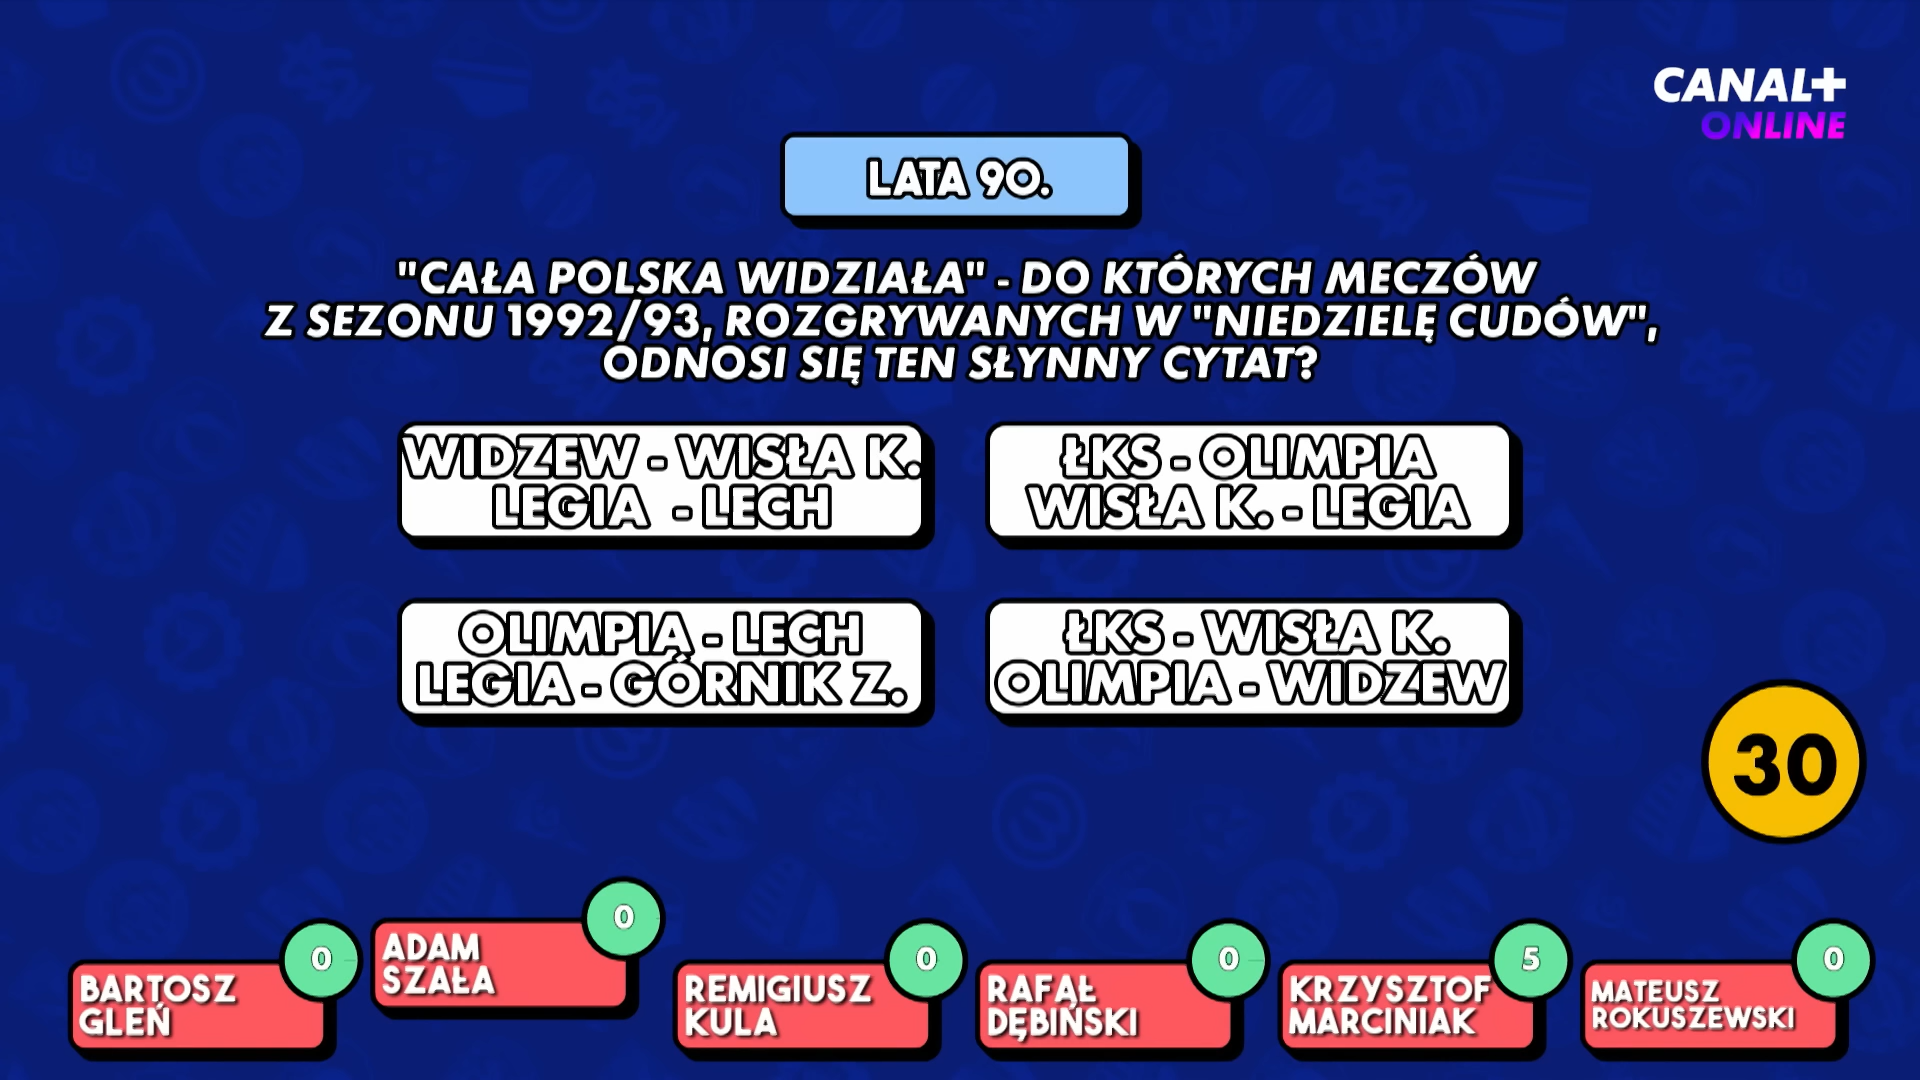 CANAL+
ONLINE
LATA 90.
"CAŁA POLSKA WIDZIAŁA" - DO KTÓRYCH MECZÓW
Z SEZONU 1992/93, ROZGRYWANYCH W "NIEDZIELĘ CUDÓW",
ODNOSI SIĘ TEN SŁYNNY CYTAT?
WIDZEW - WISŁA K.
LEGIA - LECH
ŁKS - OLIMPIA
WISŁA K. - LEGIA
OLIMPIA - LECH
LEGIA - GÓRNIK Z.
ŁKS - WISŁA K.
OLIMPIA - WIDZEW
30
BARTOSZ
GLEŃ
0
ADAM
SZAŁA
0
REMIGIUSZ
KULA
0
RAFAŁ
DĘBIŃSKI
0
KRZYSZTOF
MARCINIAK
5
MATEUSZ
ROKUSZEWSKI
0